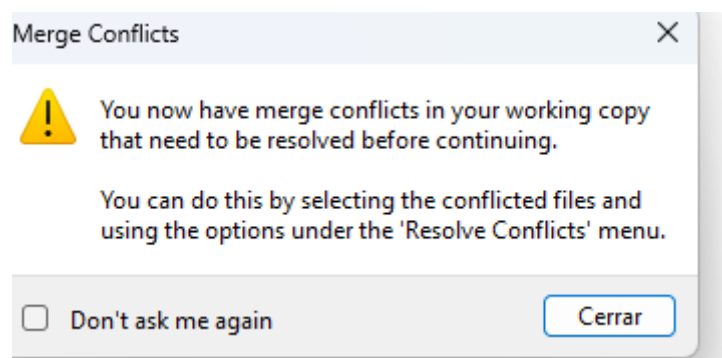 Merge Conflicts
You now have merge conflicts in your working copy
that need to be resolved before continuing.
You can do this by selecting the conflicted files and
using the options under the 'Resolve Conflicts' menu.
Don't ask me again
Cerrar